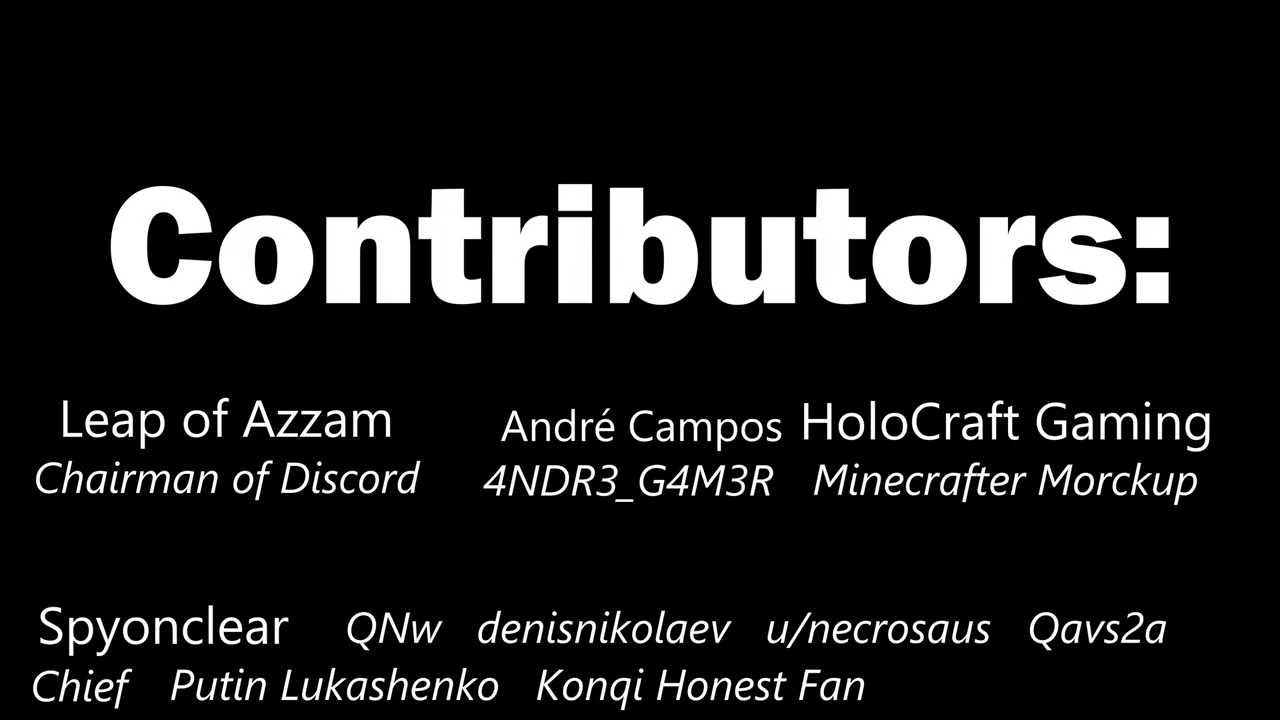 Contributors:
Leap of Azzam André Campos HoloCraft Gaming
Chairman of Discord 4NDR3_G4M3R Minecrafter Morckup
Spyonclear QNw denisnikolaev u/necrosaus Qavs2a
Chief Putin Lukashenko Konqi Honest Fan